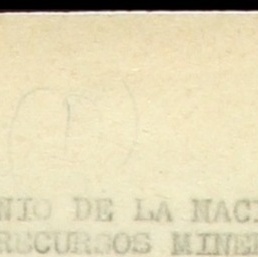 NIO DE LA NACI
RECURSOS MINER